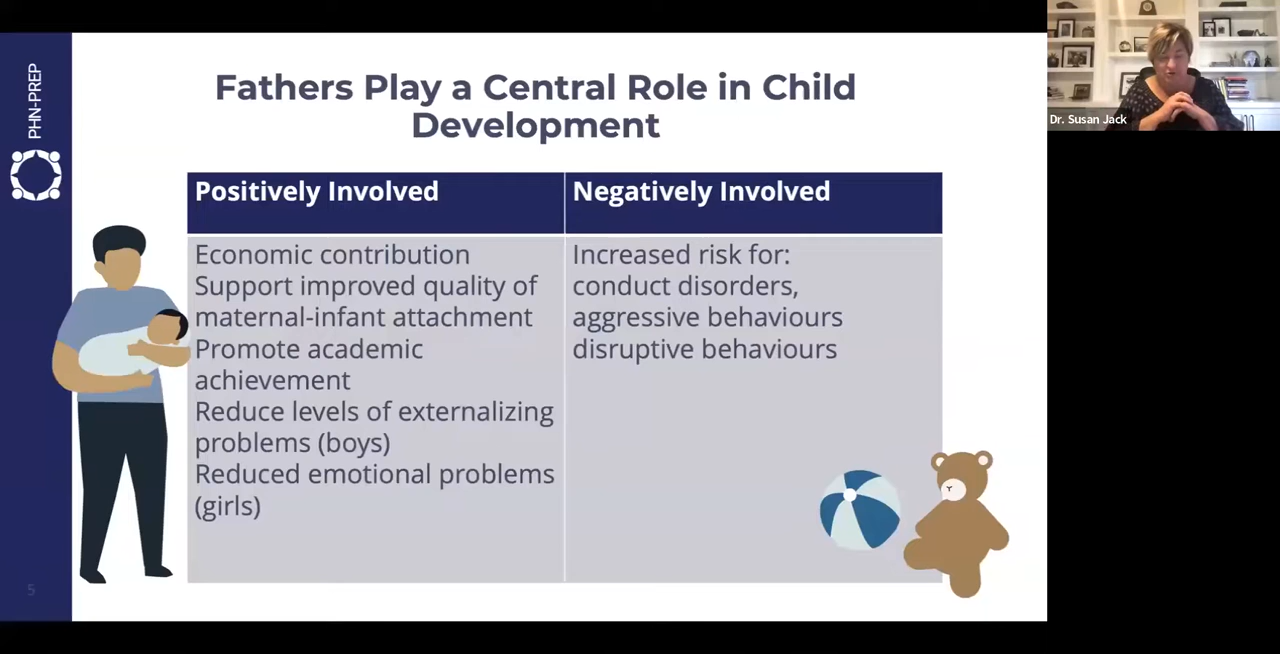 PHN-PREP
Fathers Play a Central Role in Child
Development
Positively Involved
Negatively Involved
Economic contribution
Support improved quality of
maternal-infant attachment
Promote academic
achievement
Reduce levels of externalizing
problems (boys)
Reduced emotional problems
(girls)
Increased risk for:
conduct disorders,
aggressive behaviours
disruptive behaviours
5
Dr. Susan Jack